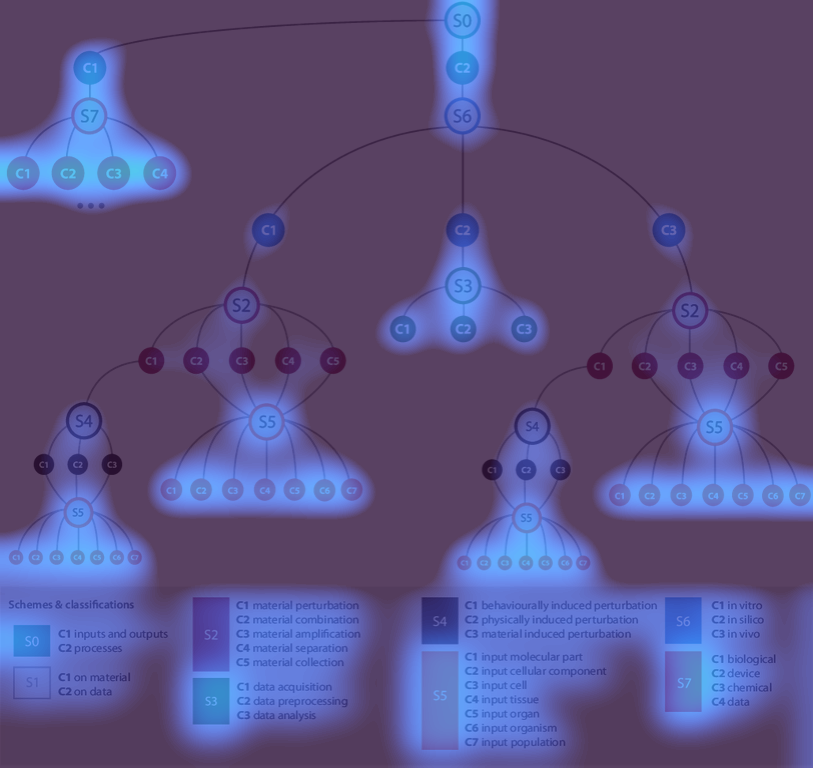 S0
C1 C2
S7 S6
C1 C2 C3 C4
C1 C2 C3
S2 S3 S2
C1 C2 C3
C1 C2 C3 C4 C5
C1 C2 C3 C4 C5
S4 S5 S4 S5
C1 C2 C3
C1 C2 C3
C1 C2 C3 C4 C5 C6 C7
C1 C2 C3 C4 C5 C6 C7
S5 S5
C1 C2 C3 C4 C5 C6 C7
C1 C2 C3 C4 C5 C6 C7
Schemes & classifications
S0
C1 inputs and outputs
C2 processes
S1
C1 on material
C2 on data
S2
C1 material perturbation
C2 material combination
C3 material amplification
C4 material separation
C5 material collection
S3
C1 data acquisition
C2 data preprocessing
C3 data analysis
S4
C1 behaviourally induced perturbation
C2 physically induced perturbation
C3 material induced perturbation
S5
C1 input molecular part
C2 input cellular component
C3 input cell
C4 input tissue
C5 input organ
C6 input organism
C7 input population
S6
C1 in vitro
C2 in silico
C3 in vivo
S7
C1 biological
C2 device
C3 chemical
C4 data